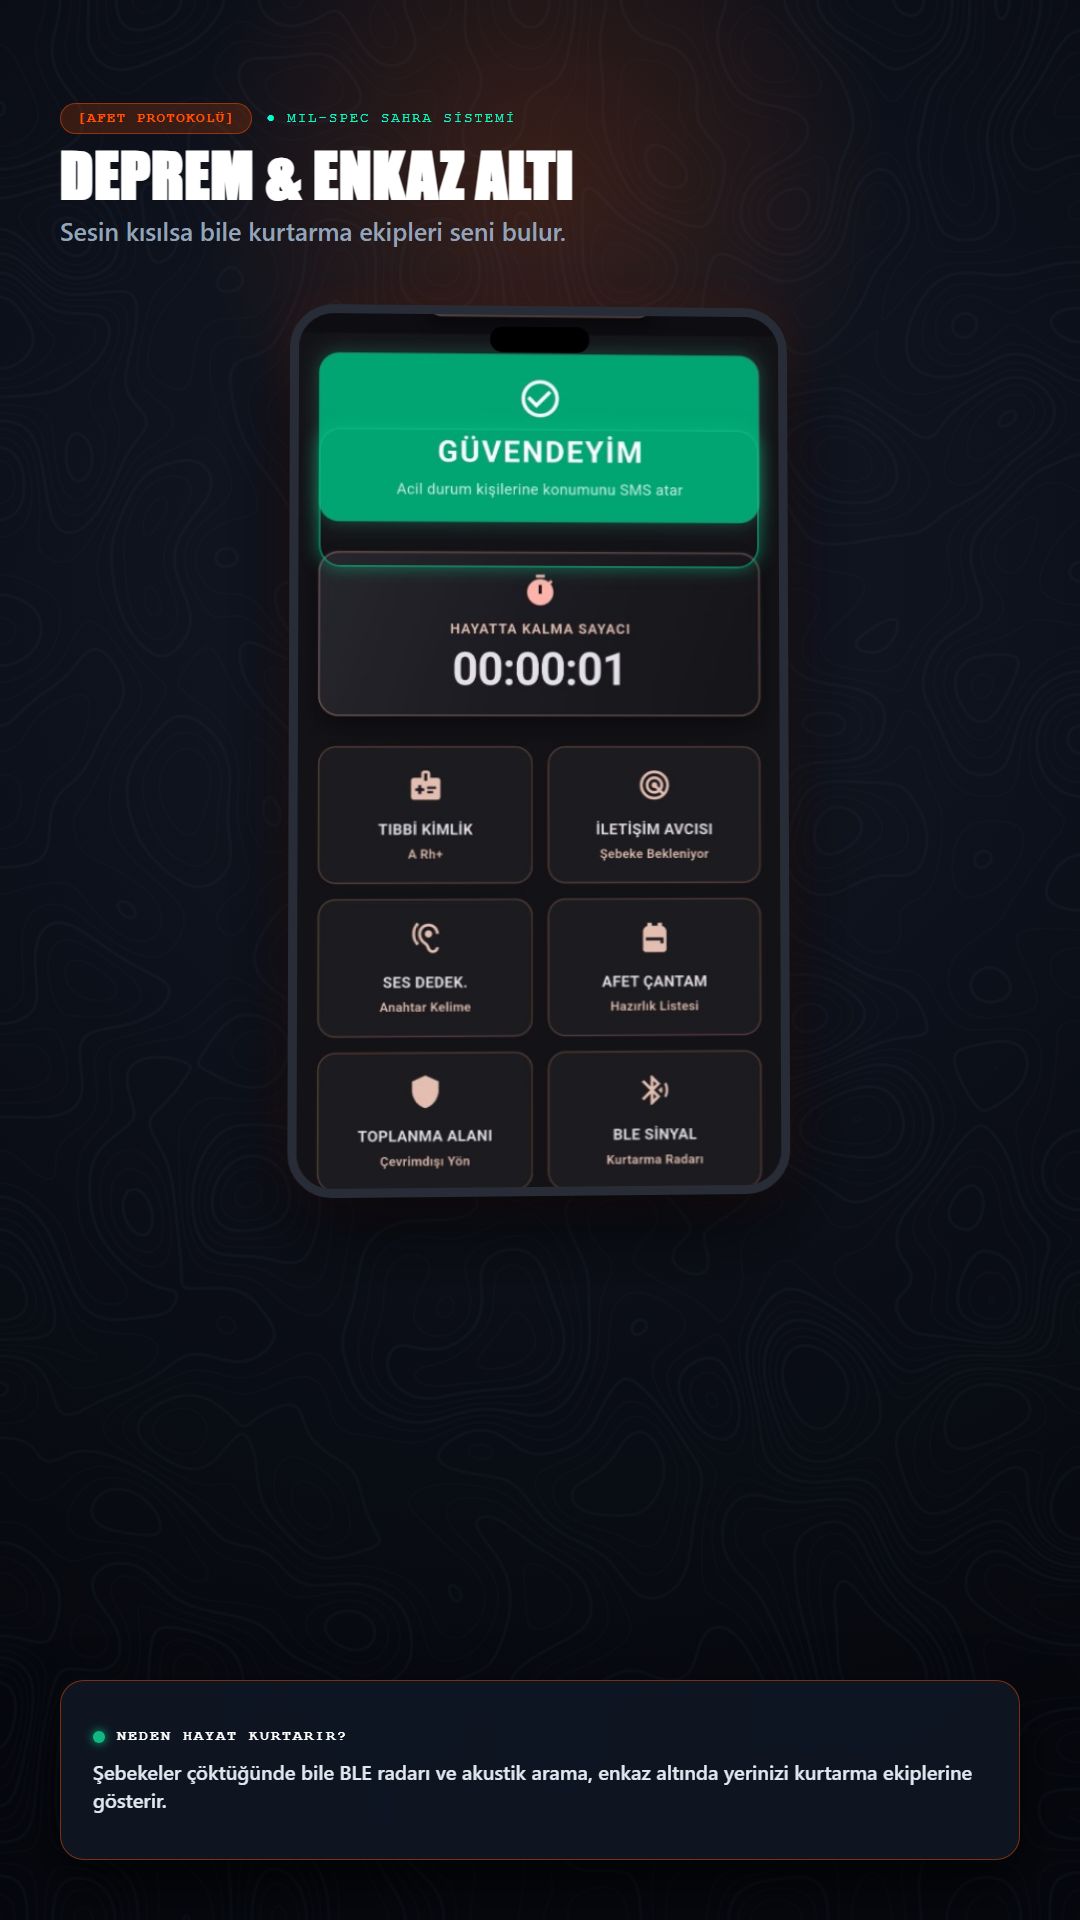 [AFET PROTOKOLÜ] • MIL-SPEC SAHRA SİSTEMİ
DEPREM & ENKAZ ALTI
Sesin kısılsa bile kurtarma ekipleri seni bulur.
GÜVENDEYİM
Acil durum kişilerine konumunu SMS atar
HAYATTA KALMA SAYACI
00:00:01
TIBBİ KİMLİK
A Rh+
İLETİŞİM AVCISI
Şebeke Bekleniyor
SES DEDEK.
Anahtar Kelime
AFET ÇANTAM
Hazırlık Listesi
TOPLANMA ALANI
Çevrimdışı Yön
BLE SİNYAL
Kurtarma Radarı
NEDEN HAYAT KURTARIR?
Şebekeler çöktüğünde bile BLE radarı ve akustik arama, enkaz altında yerinizi kurtarma ekiplerine
gösterir.